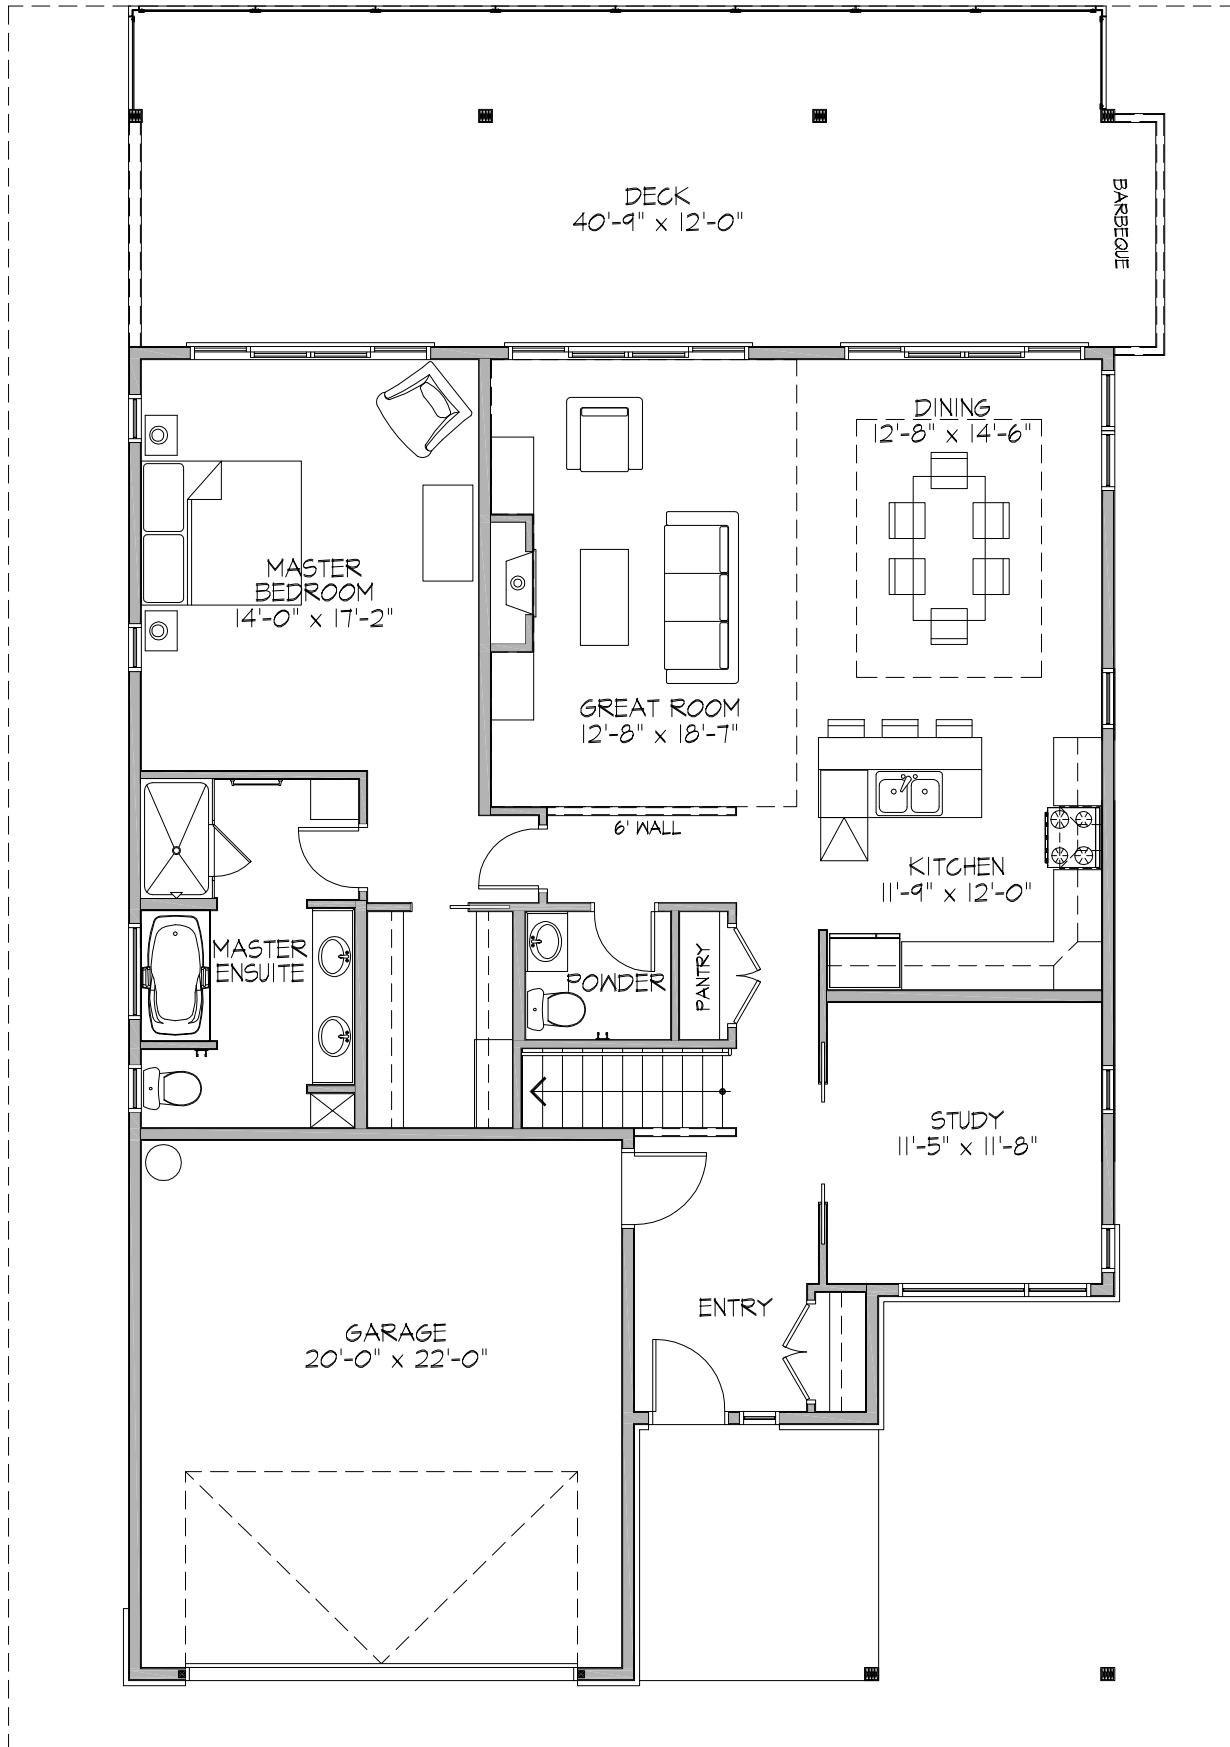 DECK
40'-9" x 12'-0"
BARBEQUE
DINING
12'-8" x 14'-6"
MASTER
BEDROOM
14'-0" x 17'-2"
GREAT ROOM
12'-8" x 18'-7"
6' WALL
KITCHEN
11'-9" x 12'-0"
MASTER
ENSUITE
POWDER
PANTRY
STUDY
11'-5" x 11'-8"
ENTRY
GARAGE
20'-0" x 22'-0"